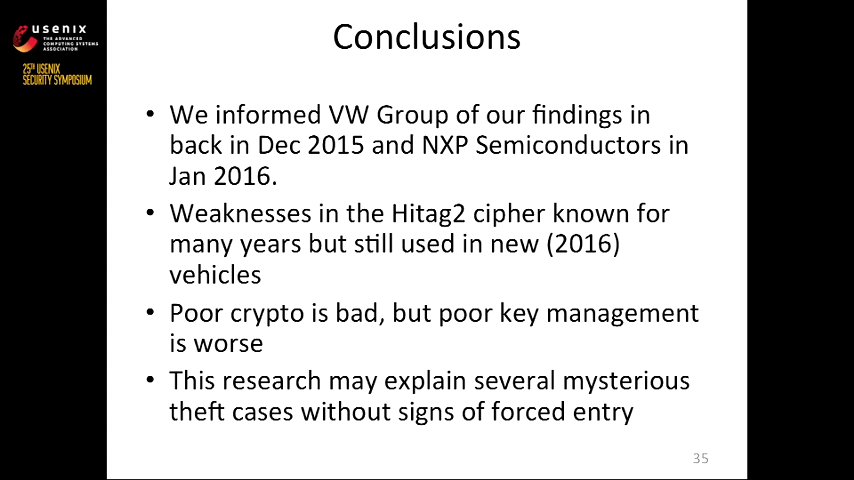 usenix
THE ADVANCED
COMPUTING SYSTEMS
ASSOCIATION
25TH USENIX
SECURITY SYMPOSIUM
Conclusions
• We informed VW Group of our findings in
back in Dec 2015 and NXP Semiconductors in
Jan 2016.
• Weaknesses in the Hitag2 cipher known for
many years but still used in new (2016)
vehicles
• Poor crypto is bad, but poor key management
is worse
• This research may explain several mysterious
theft cases without signs of forced entry
35